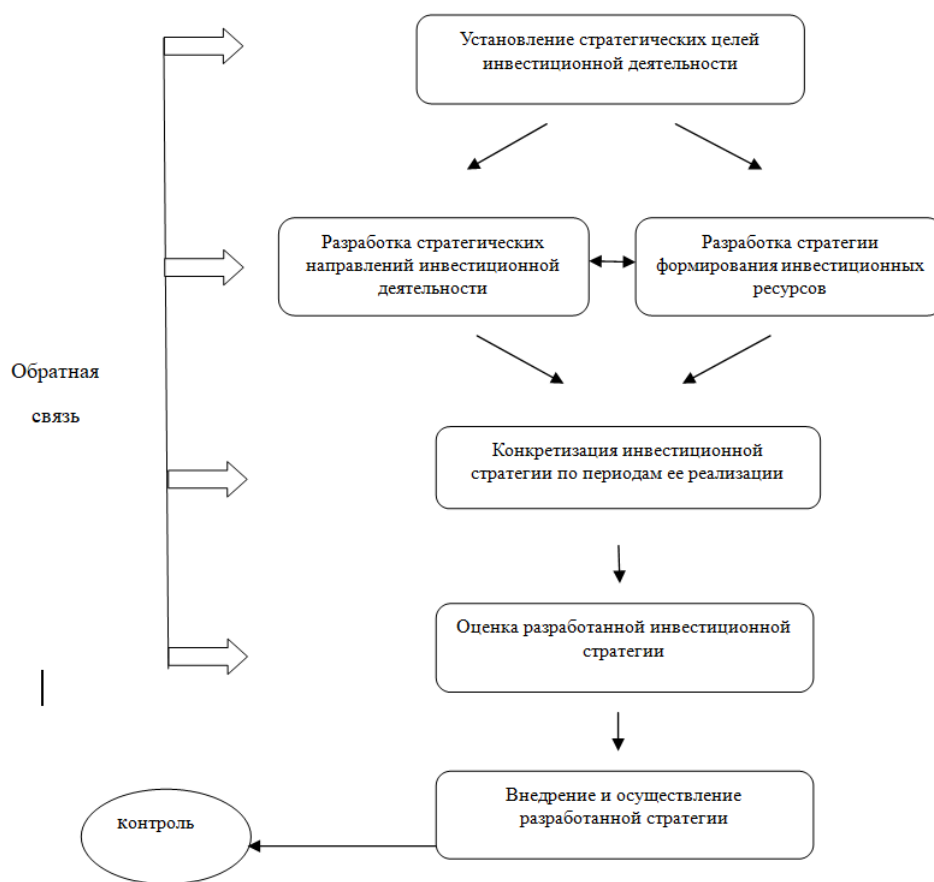 Установление стратегических целей
инвестиционной деятельности
Разработка стратегических
направлений инвестиционной
деятельности
Разработка стратегии
формирования инвестиционных
ресурсов
Обратная
связь
Конкретизация инвестиционной
стратегии по периодам ее реализации
Оценка разработанной инвестиционной
стратегии
Внедрение и осуществление
разработанной стратегии
контроль